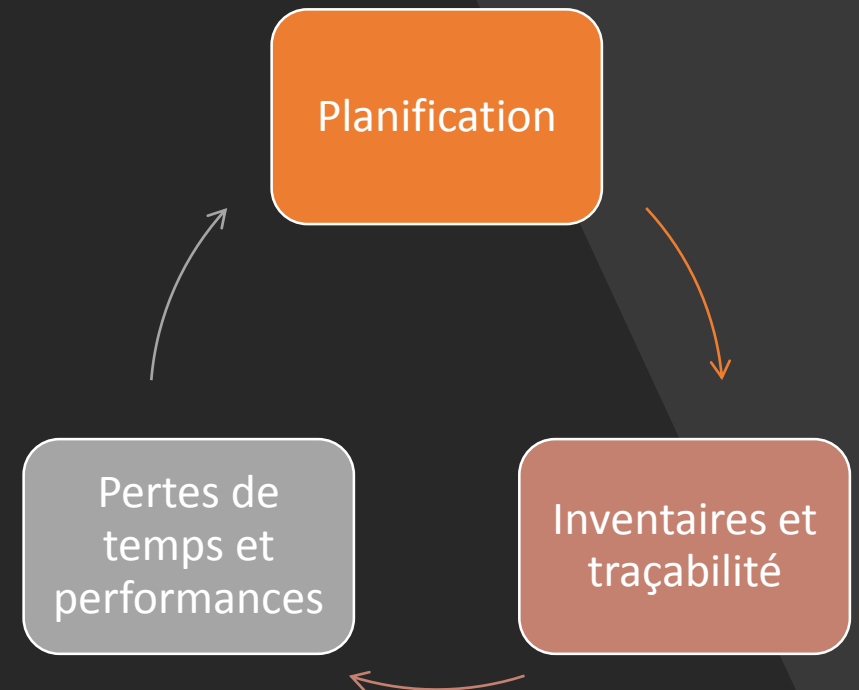 Planification
Pertes de
temps et
performances
Inventaires et
traçabilité